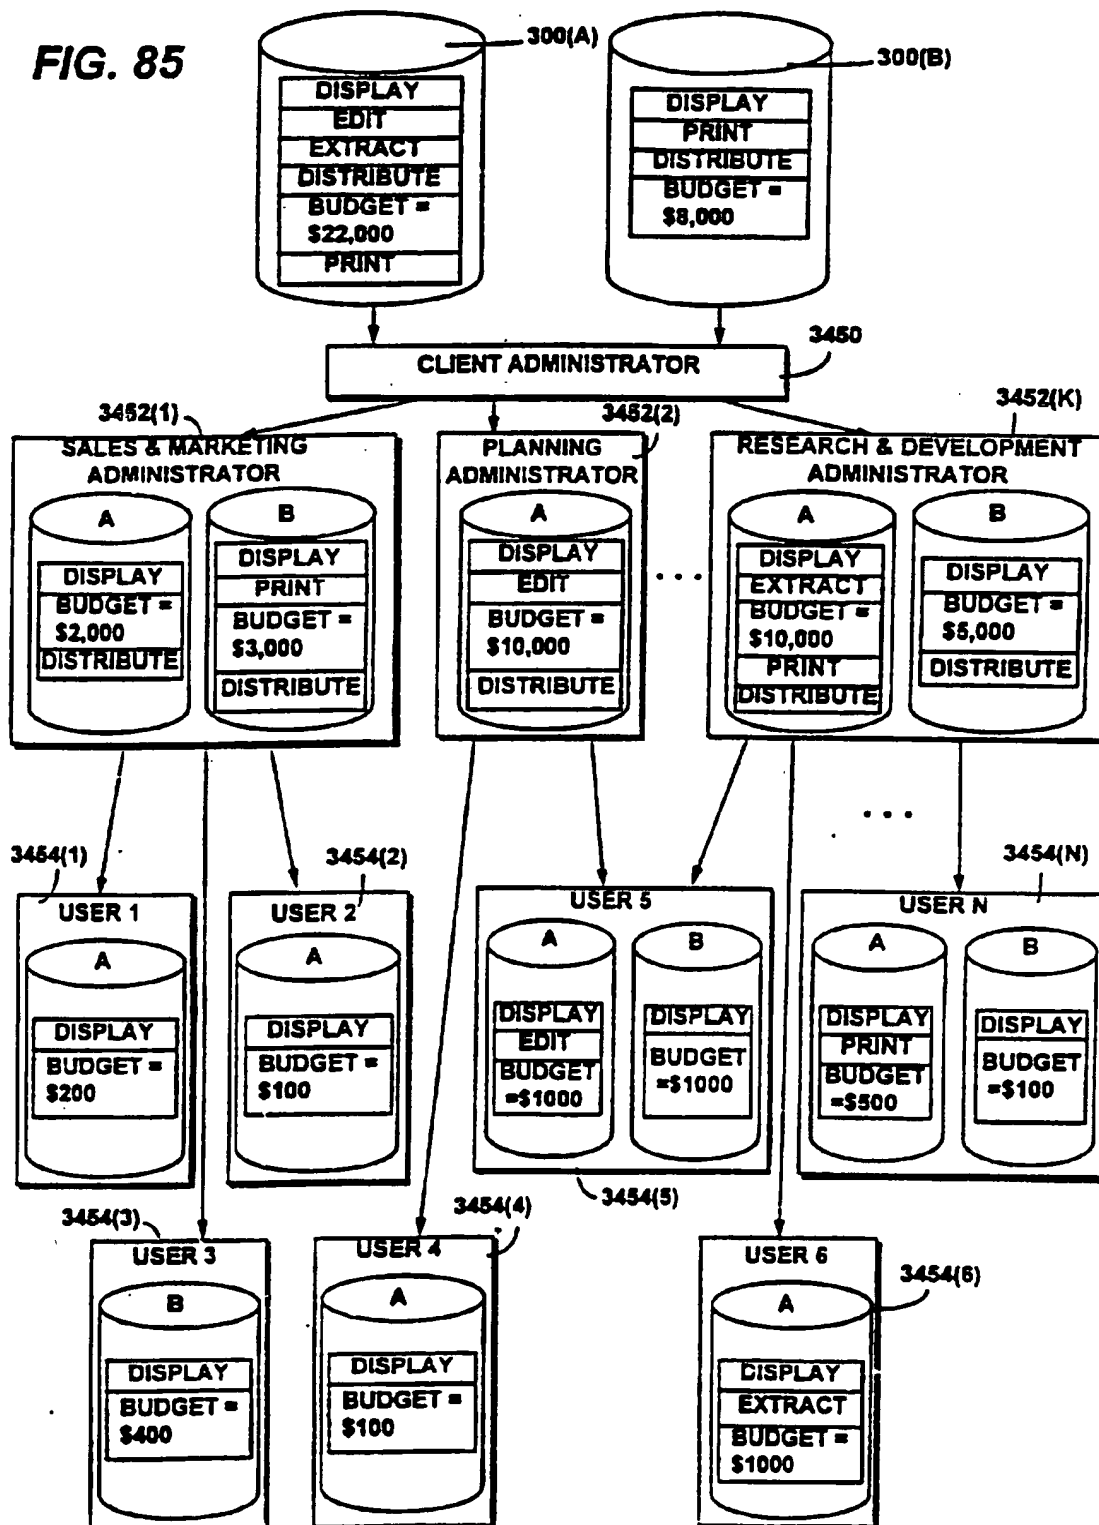 FIG. 85
300(A)
DISPLAY
EDIT
EXTRACT
DISTRIBUTE
BUDGET =
$22,000
PRINT
300(B)
DISPLAY
PRINT
DISTRIBUTE
BUDGET =
$8,000
CLIENT ADMINISTRATOR
3450
3452(1)
SALES & MARKETING
ADMINISTRATOR
A
DISPLAY
BUDGET =
$2,000
DISTRIBUTE
B
DISPLAY
PRINT
BUDGET =
$3,000
DISTRIBUTE
3452(2)
PLANNING
ADMINISTRATOR
A
DISPLAY
EDIT
BUDGET =
$10,000
DISTRIBUTE
. . .
3452(K)
RESEARCH & DEVELOPMENT
ADMINISTRATOR
A
DISPLAY
EXTRACT
BUDGET =
$10,000
PRINT
DISTRIBUTE
B
DISPLAY
BUDGET =
$5,000
DISTRIBUTE
. . .
3454(1)
USER 1
A
DISPLAY
BUDGET =
$200
3454(2)
USER 2
A
DISPLAY
BUDGET =
$100
USER 5
A
DISPLAY
EDIT
BUDGET
=$1000
B
DISPLAY
BUDGET
=$1000
3454(5)
3454(N)
USER N
A
DISPLAY
PRINT
BUDGET
=$500
B
DISPLAY
BUDGET
=$100
3454(3)
USER 3
B
DISPLAY
BUDGET =
$400
3454(4)
USER 4
A
DISPLAY
BUDGET =
$100
USER 6
3454(6)
A
DISPLAY
EXTRACT
BUDGET =
$1000